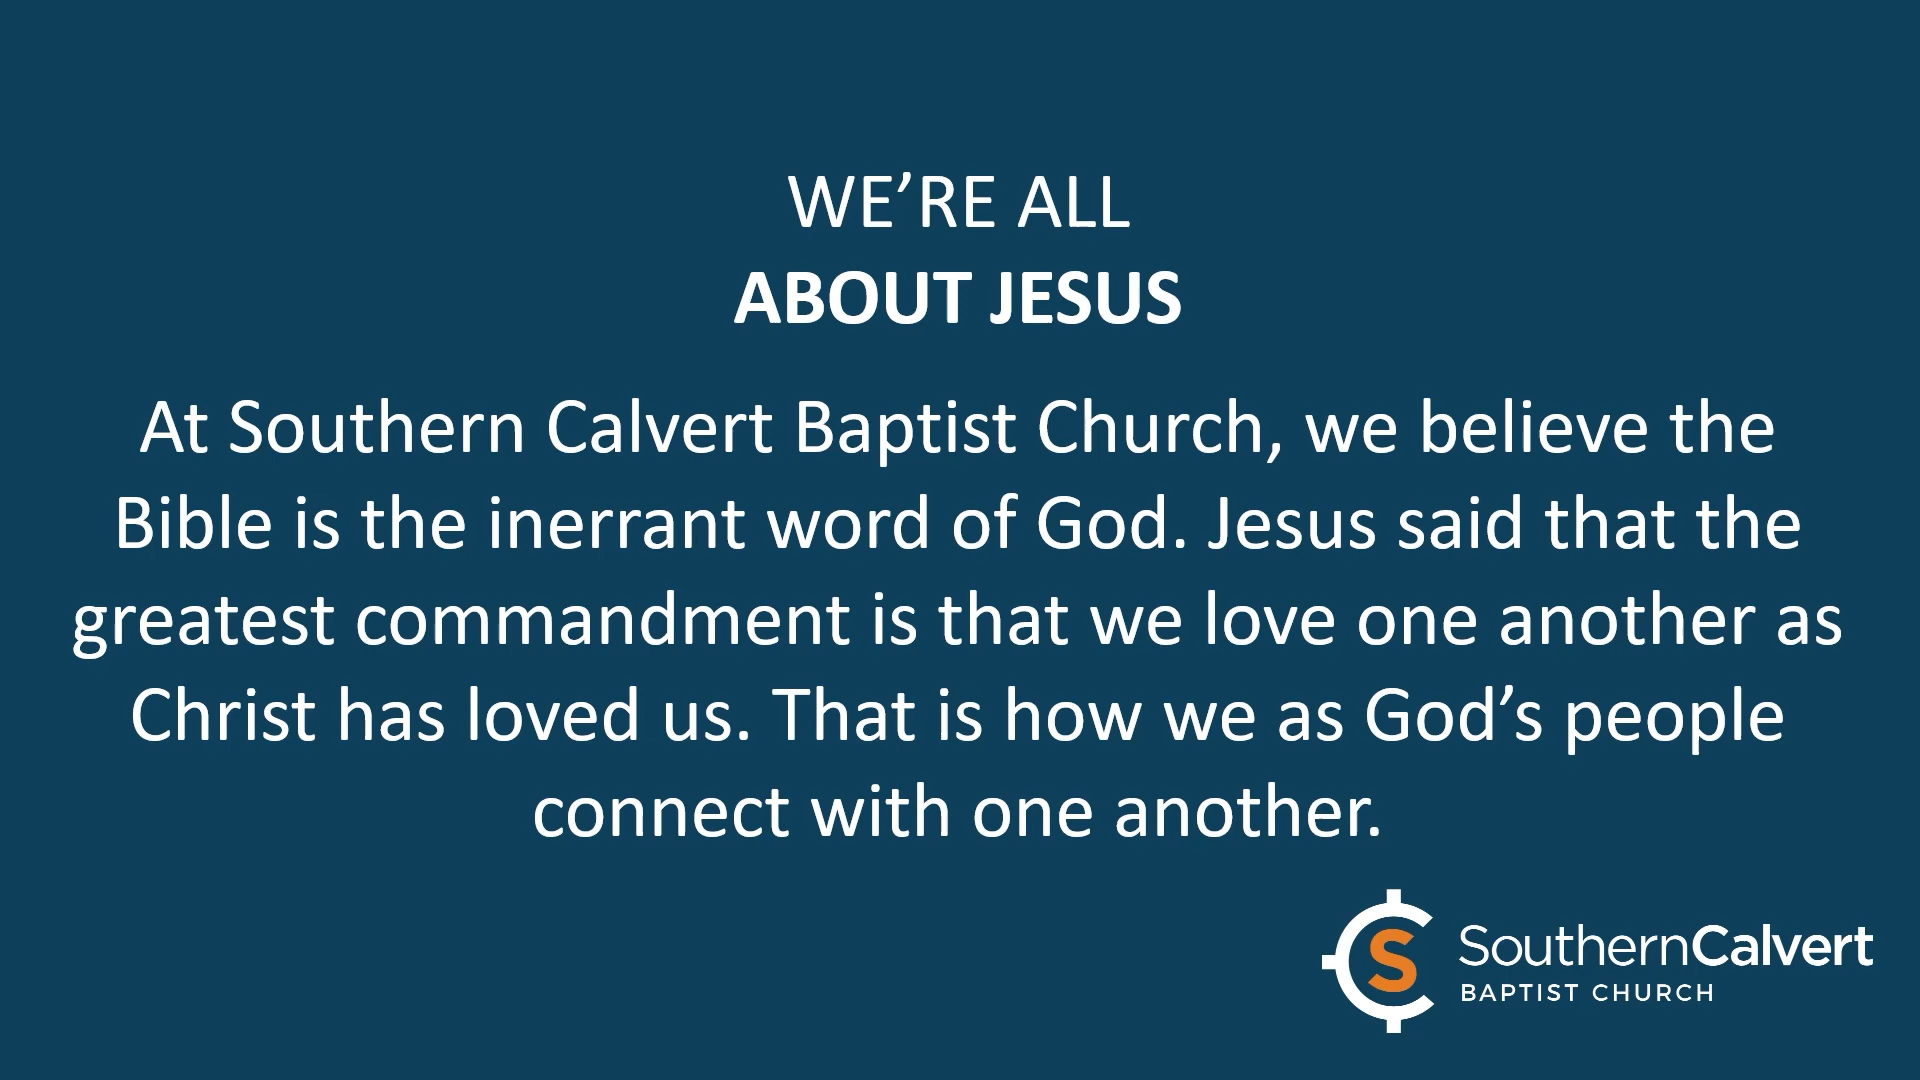 WE’RE ALL
ABOUT JESUS
At Southern Calvert Baptist Church, we believe the
Bible is the inerrant word of God. Jesus said that the
greatest commandment is that we love one another as
Christ has loved us. That is how we as God’s people
connect with one another.
CS
SouthernCalvert
BAPTIST CHURCH